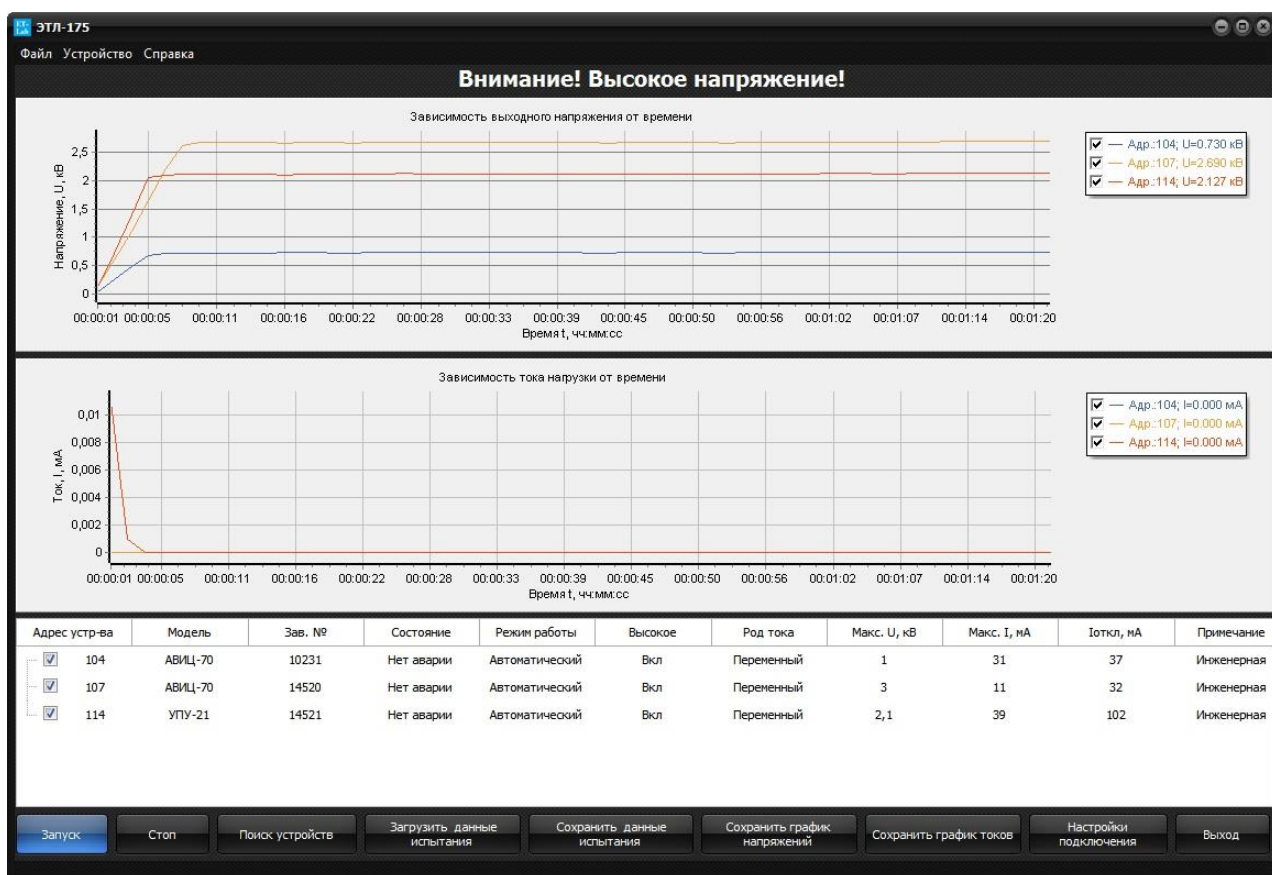 ET-Lab ЭТЛ-175
Файл Устройство Справка
Внимание! Высокое напряжение!
Зависимость выходного напряжения от времени
Напряжение, U, кВ
2,5
2
1,5
1
0,5
0
00:00:01 00:00:05 00:00:11 00:00:16 00:00:22 00:00:28 00:00:33 00:00:39 00:00:45 00:00:50 00:00:56 00:01:02 00:01:07 00:01:14 00:01:20
Время t, чч:мм:сс
Адр.:104; U=0.730 кВ
Адр.:107; U=2.690 кВ
Адр.:114; U=2.127 кВ
Зависимость тока нагрузки от времени
Ток, I, мА
0,01
0,008
0,006
0,004
0,002
0
00:00:01 00:00:05 00:00:11 00:00:16 00:00:22 00:00:28 00:00:33 00:00:39 00:00:45 00:00:50 00:00:56 00:01:02 00:01:07 00:01:14 00:01:20
Время t, чч:мм:сс
Адр.:104; I=0.000 мА
Адр.:107; I=0.000 мА
Адр.:114; I=0.000 мА
Адрес устр-ва Модель Зав. № Состояние Режим работы Высокое Род тока Макс. U, кВ Макс. I, мА Iоткл, мА Примечание
104 АВИЦ-70 10231 Нет аварии Автоматический Вкл Переменный 1 31 37 Инженерная
107 АВИЦ-70 14520 Нет аварии Автоматический Вкл Переменный 3 11 32 Инженерная
114 УПУ-21 14521 Нет аварии Автоматический Вкл Переменный 2,1 39 102 Инженерная
Запуск
Стоп
Поиск устройств
Загрузить данные
испытания
Сохранить данные
испытания
Сохранить график
напряжений
Сохранить график токов
Настройки
подключения
Выход